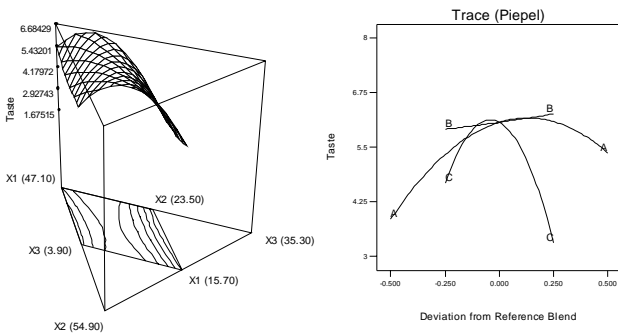 6.68429
5.43201
4.17972
2.92743
1.67515
Taste
X1 (47.10)
X2 (23.50)
X3 (3.90)
X3 (35.30)
X1 (15.70)
X2 (54.90)
Trace (Piepel)
Taste
8
6.75
5.5
4.25
3
B
B
A
C
A
C
-0.500
-0.250
0.000
0.250
0.500
Deviation from Reference Blend